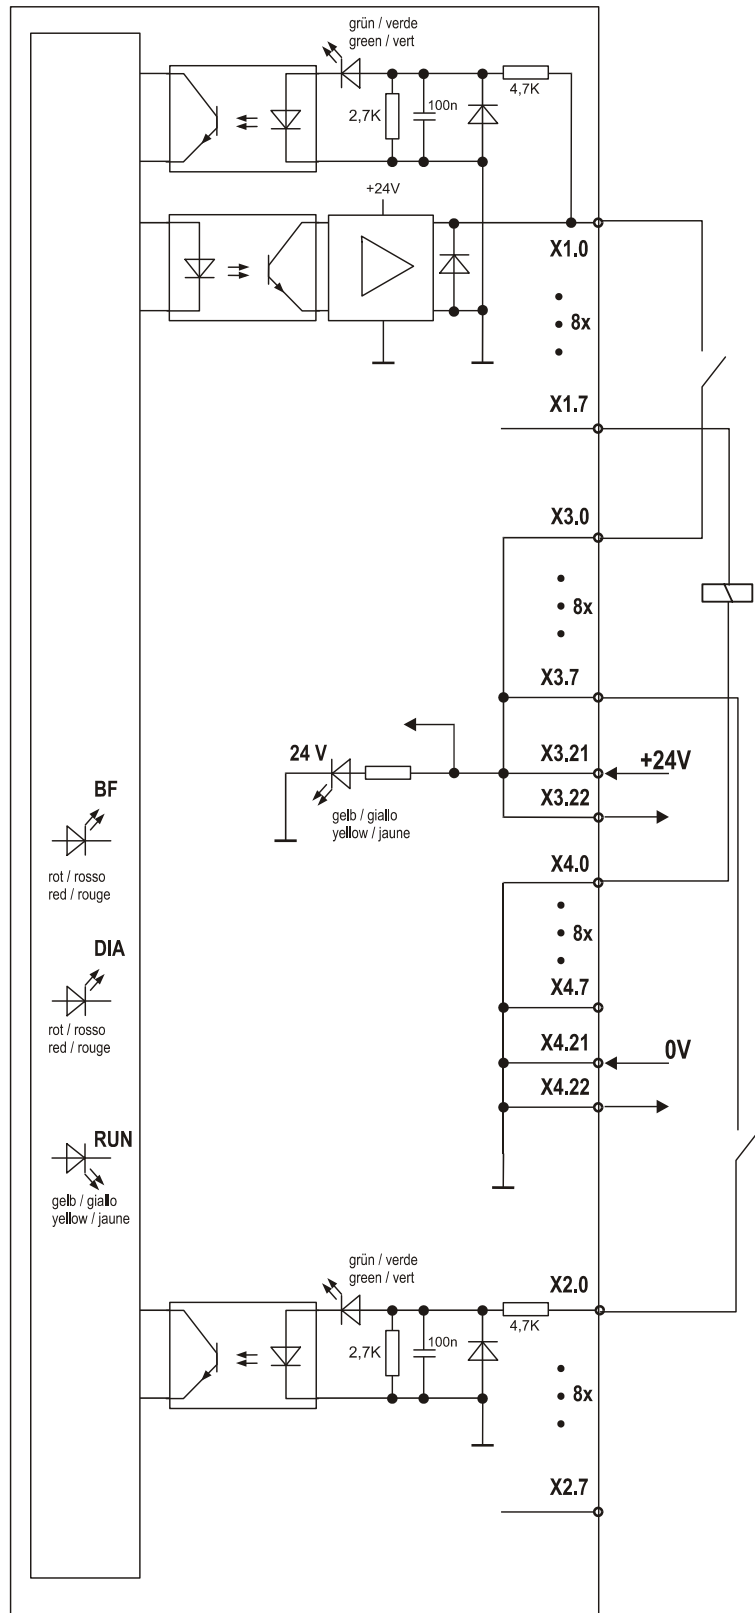 grün / verde
green / vert
2,7K
100n
4,7K
+24V
X1.0
8x
X1.7
X3.0
8x
X3.7
24 V
X3.21
+24V
gelb / giallo
yellow / jaune
X3.22
BF
rot / rosso
red / rouge
X4.0
8x
DIA
X4.7
rot / rosso
red / rouge
X4.21
0V
X4.22
RUN
gelb / giallo
yellow / jaune
grün / verde
green / vert
X2.0
2,7K
100n
4,7K
8x
X2.7